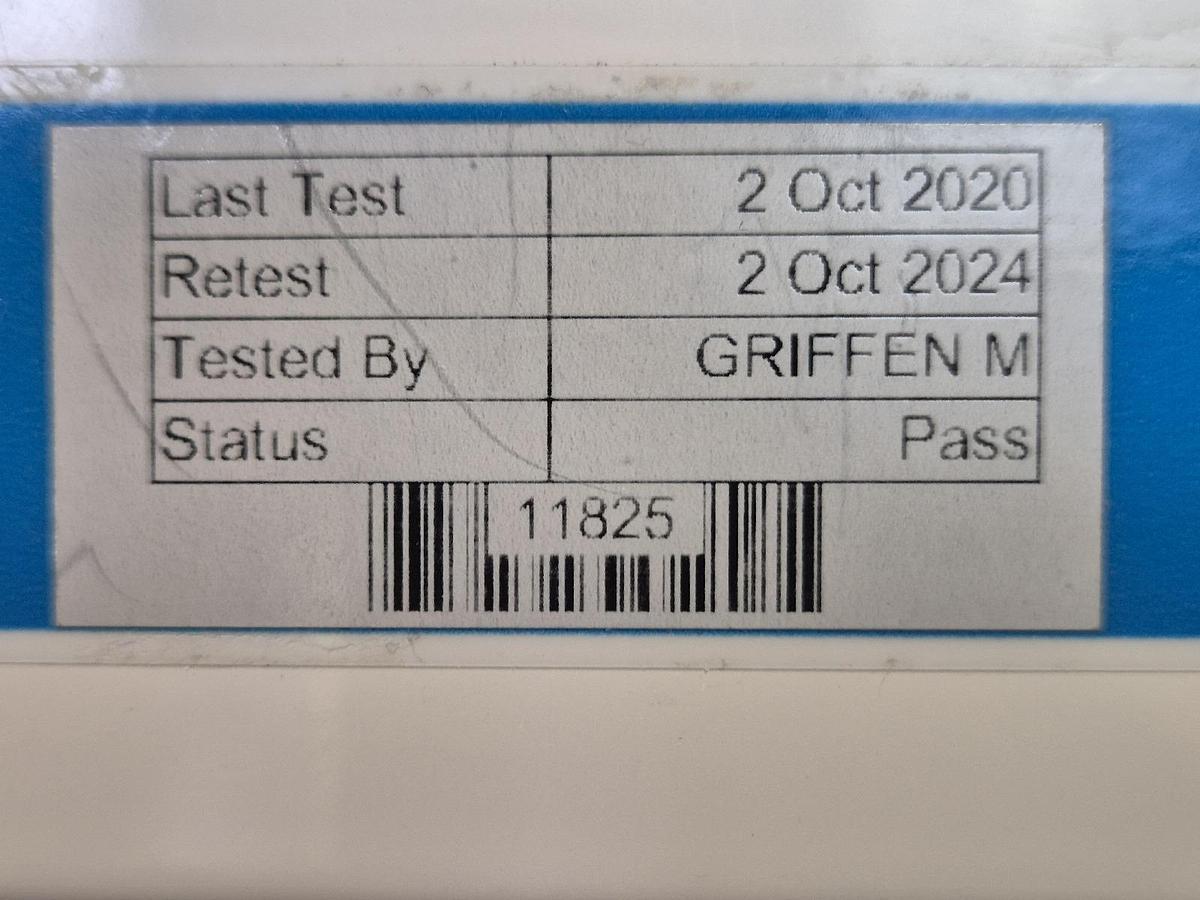 Last Test 2 Oct 2020
Retest 2 Oct 2024
Tested By GRIFFEN M
Status Pass
11825